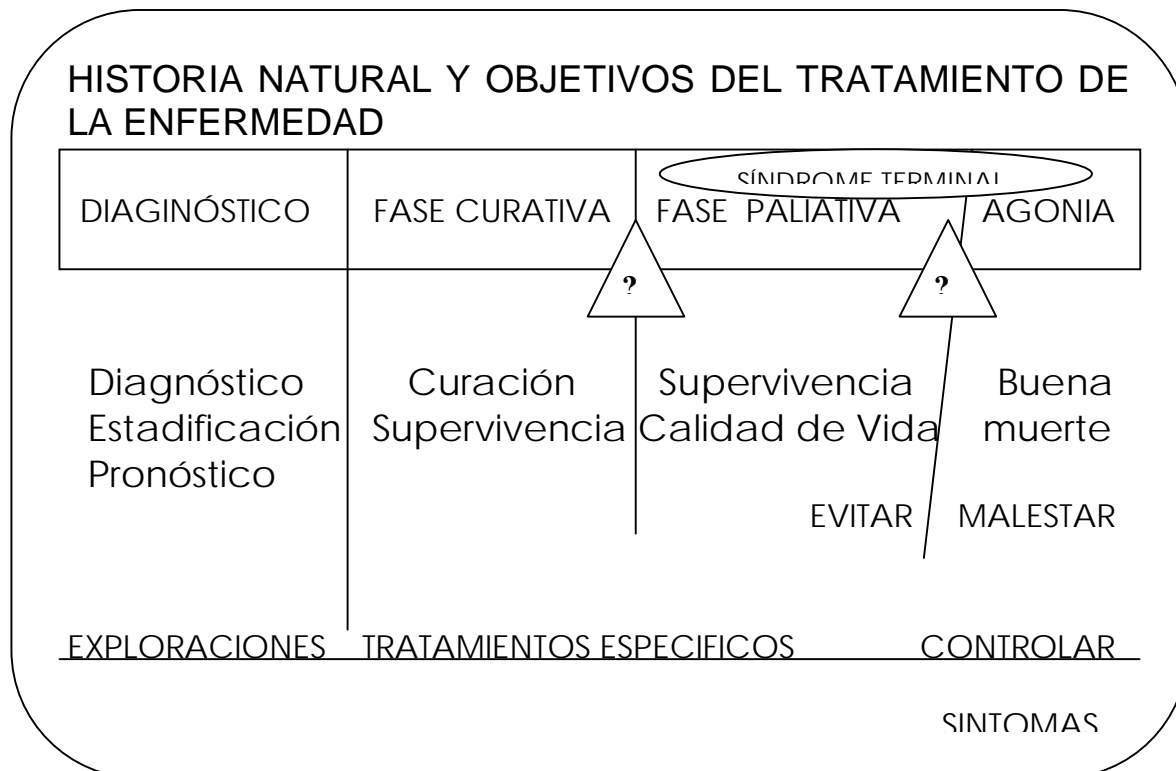 HISTORIA NATURAL Y OBJETIVOS DEL TRATAMIENTO DE
LA ENFERMEDAD
SÍNDROME TERMINAL
DIAGINÓSTICO FASE CURATIVA FASE PALIATIVA AGONIA
? ?
Diagnóstico Curación Supervivencia Buena
Estadificación Supervivencia Calidad de Vida muerte
Pronóstico
EVITAR MALESTAR
EXPLORACIONES TRATAMIENTOS ESPECIFICOS CONTROLAR
SINTOMAS